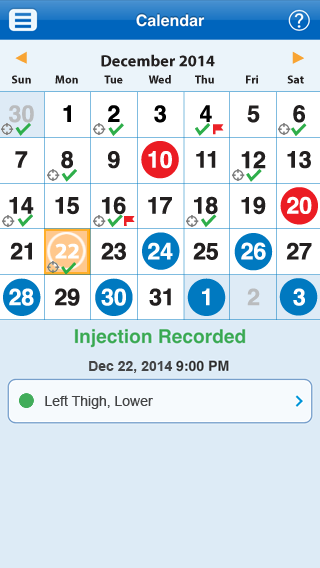 Calendar ?
December 2014
Sun Mon Tue Wed Thu Fri Sat
30 1 2 3 4 5 6
7 8 9 10 11 12 13
14 15 16 17 18 19 20
21 22 23 24 25 26 27
28 29 30 31 1 2 3
Injection Recorded
Dec 22, 2014 9:00 PM
Left Thigh, Lower